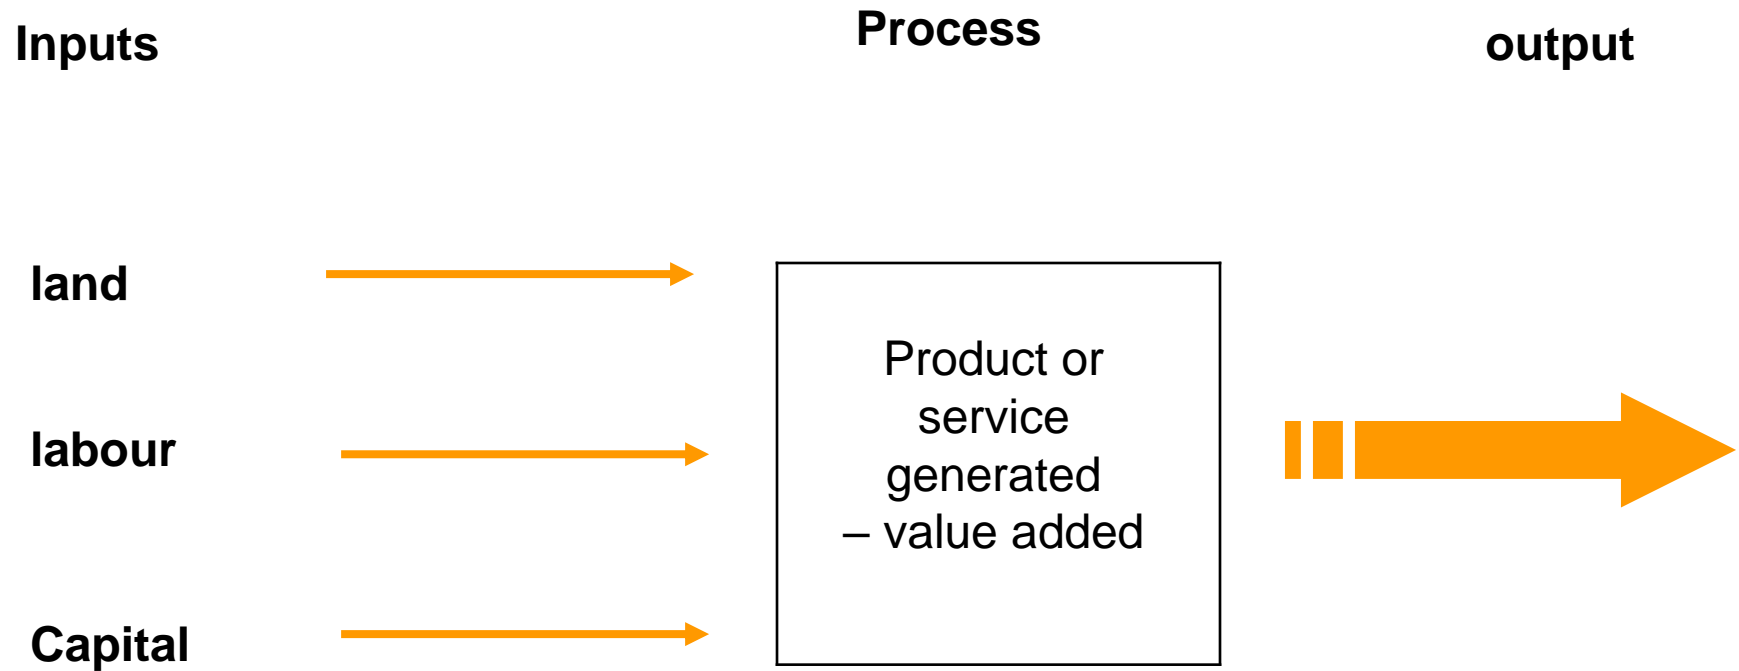 Inputs
Process
output
land
labour
Capital
Product or
service
generated
– value added